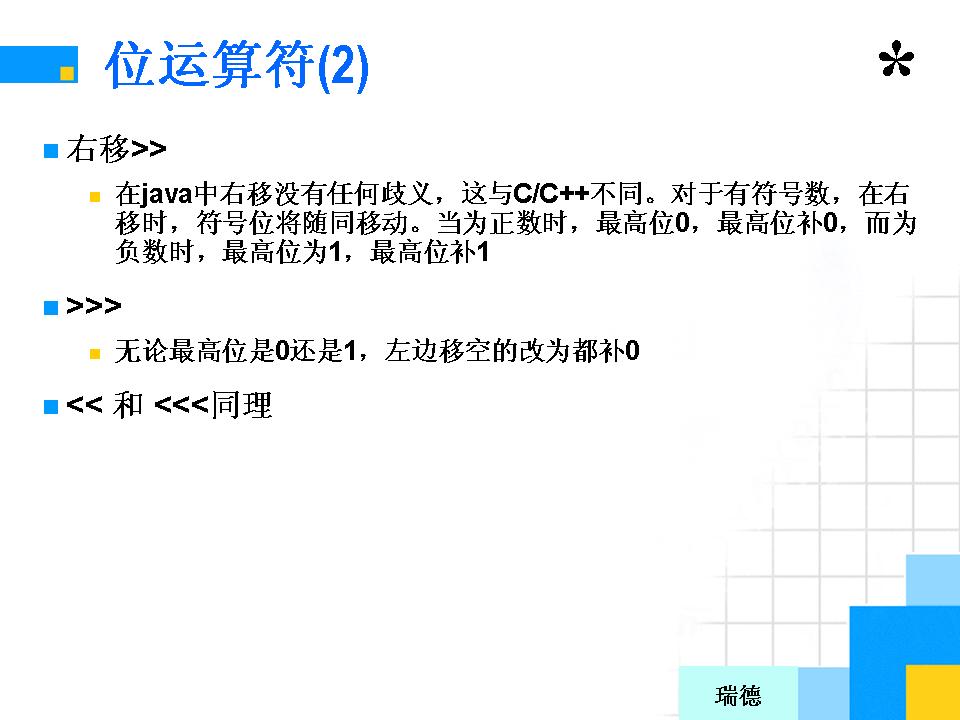 位运算符(2)
*
右移>>
在java中右移没有任何歧义，这与C/C++不同。对于有符号数，在右
移时，符号位将随同移动。当为正数时，最高位0，最高位补0，而为
负数时，最高位为1，最高位补1
>>>
无论最高位是0还是1，左边移空的改为都补0
<< 和 <<<同理
瑞德